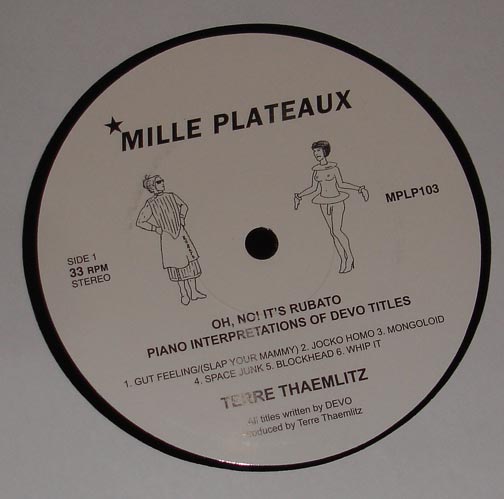 ★MILLE PLATEAUX
MPLP103
SIDE 1
33 RPM
STEREO
OH, NO! IT'S RUBATO
PIANO INTERPRETATIONS OF DEVO TITLES
1. GUT FEELING/(SLAP YOUR MAMMY) 2. JOCKO HOMO 3. MONGOLOID
4. SPACE JUNK 5. BLOCKHEAD 6. WHIP IT
TERRE THAEMLITZ
All titles written by DEVO
Produced by Terre Thaemlitz